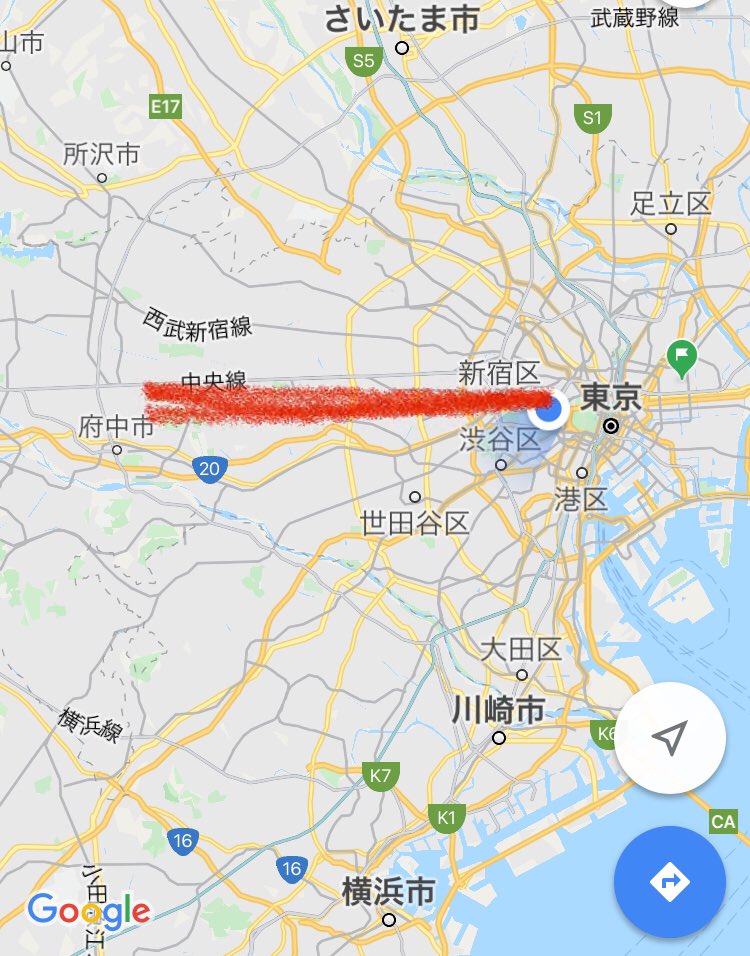 さいたま市
武蔵野線
山市
S5
E17
S1
所沢市
足立区
西武新宿線
新宿区
中央線
東京
府中市
渋谷区
20
港区
世田谷区
大田区
川崎市
横浜線
K6
K7
K1
CA
16
16
横浜市
小田江
Google